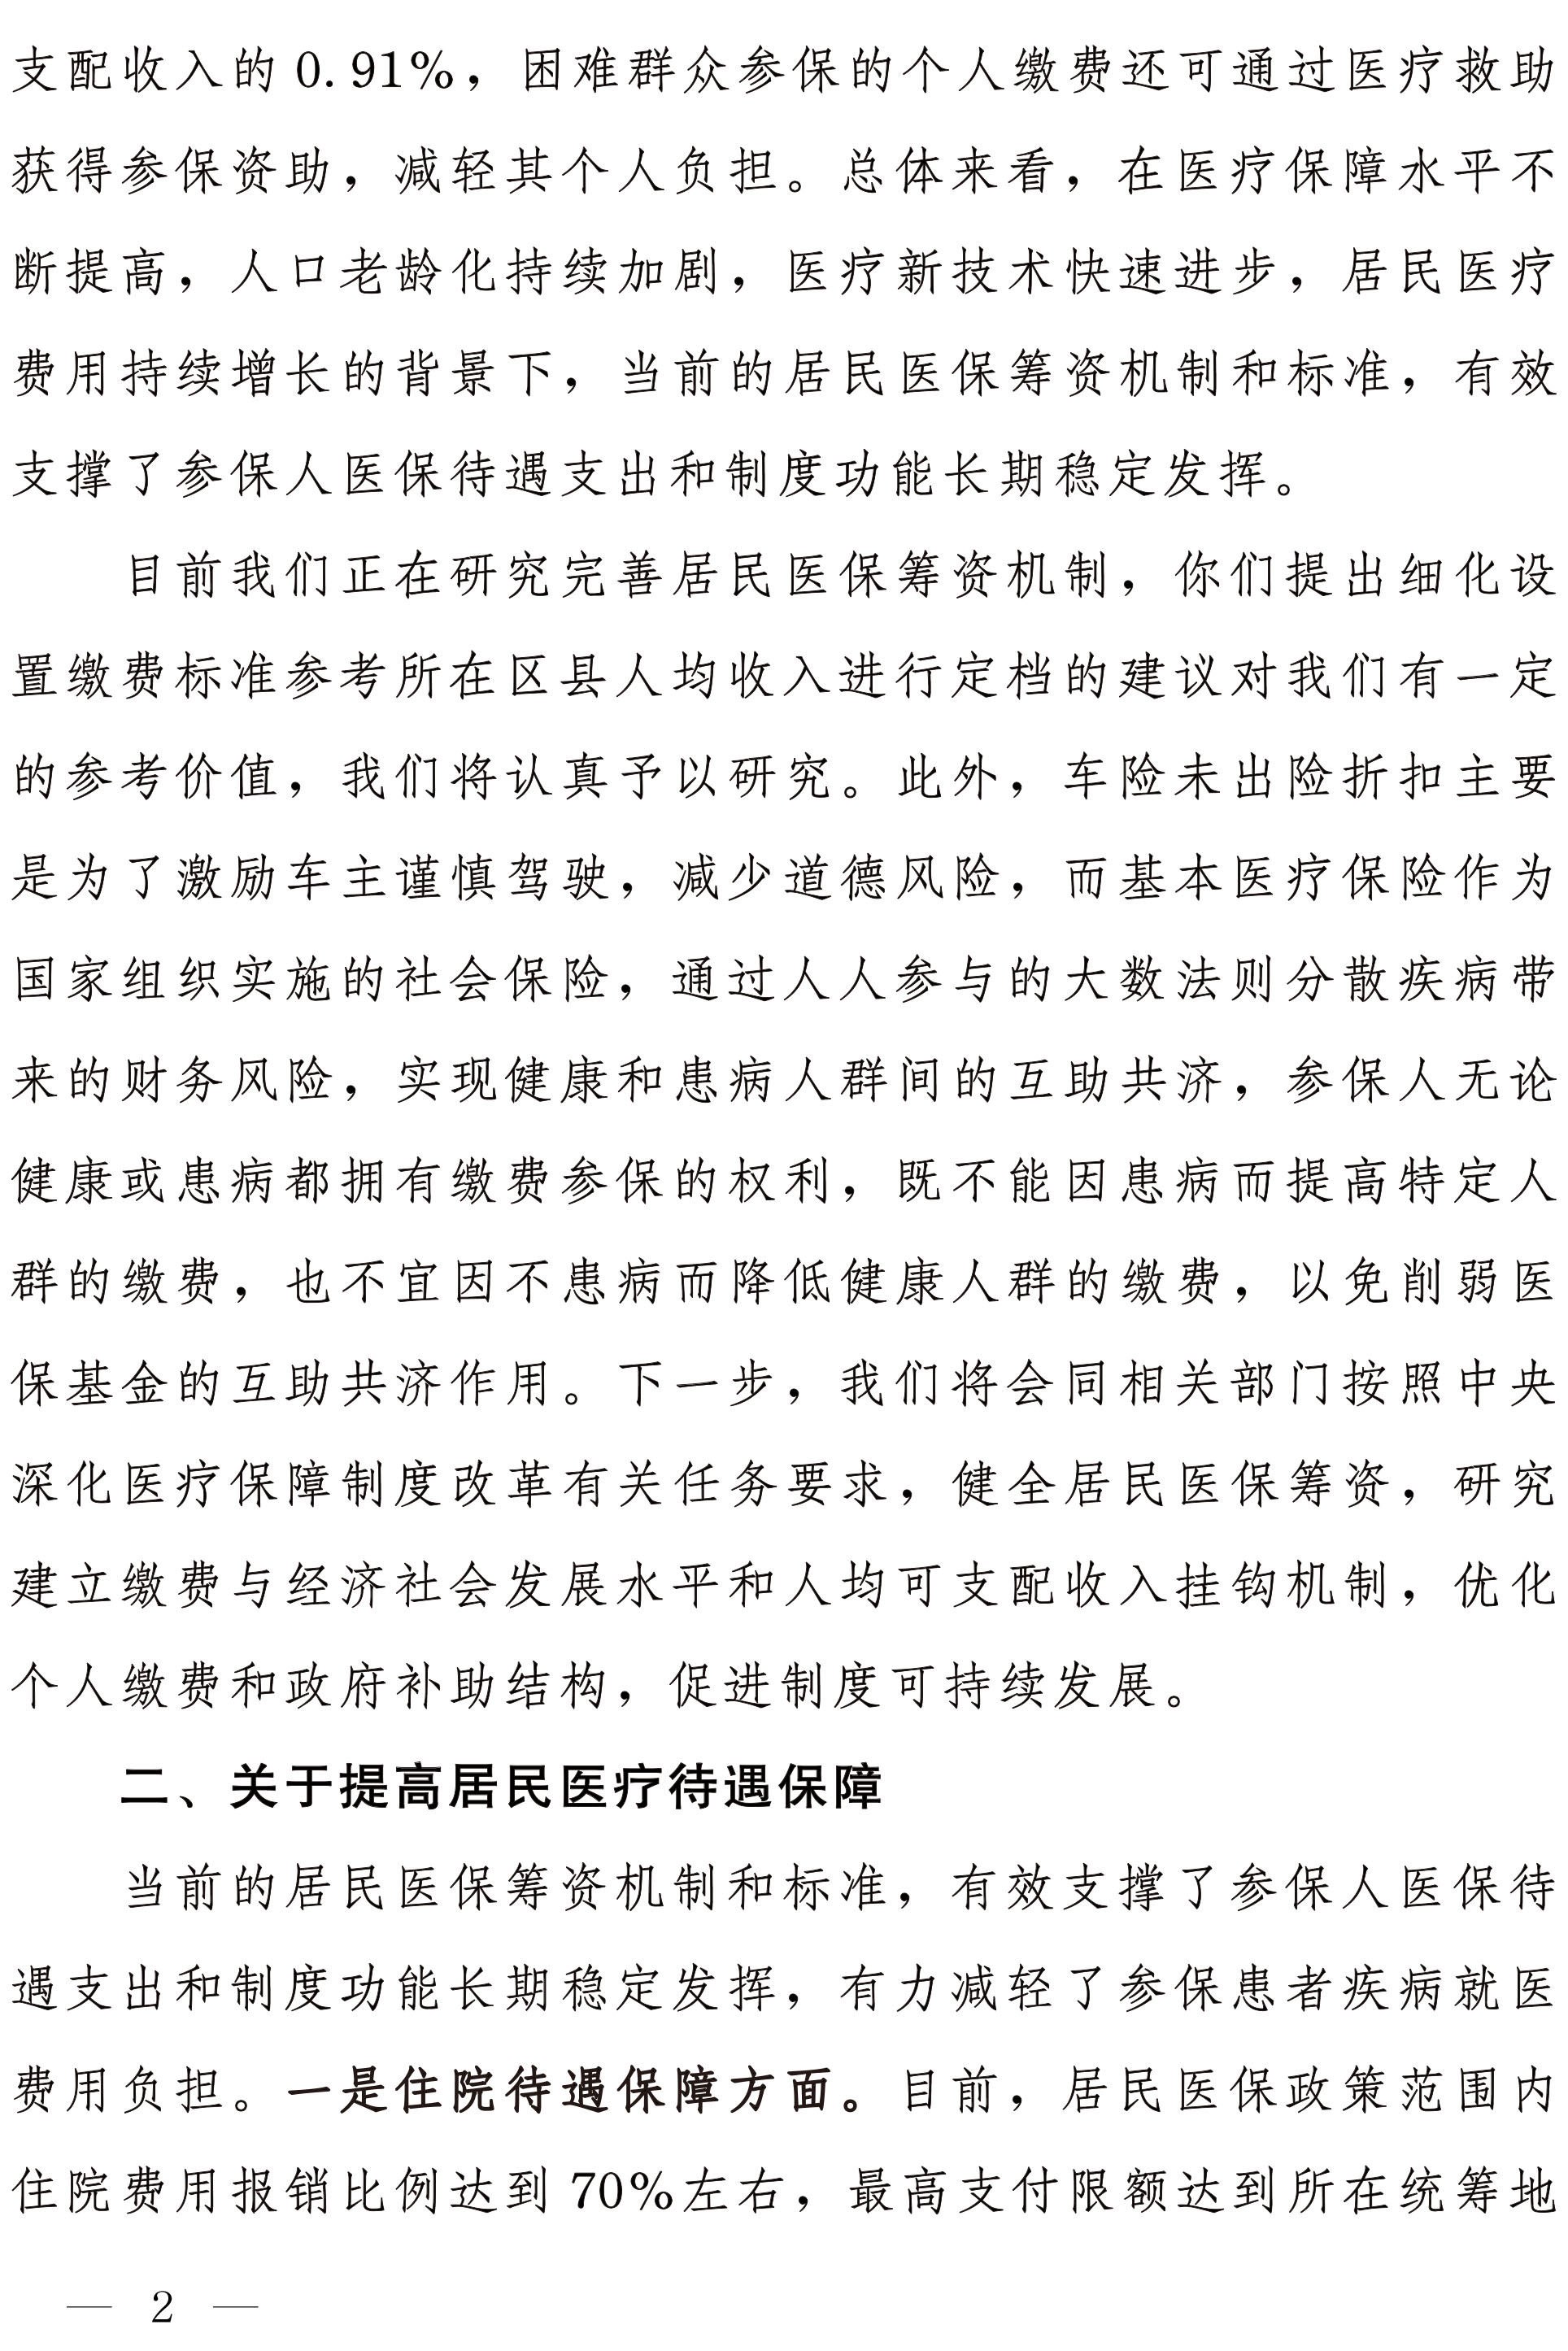 支配收入的 0.91%，困难群众参保的个人缴费还可通过医疗救助
获得参保资助，减轻其个人负担。总体来看，在医疗保障水平不
断提高，人口老龄化持续加剧，医疗新技术快速进步，居民医疗
费用持续增长的背景下，当前的居民医保筹资机制和标准，有效
支撑了参保人医保待遇支出和制度功能长期稳定发挥。
目前我们正在研究完善居民医保筹资机制，你们提出细化设
置缴费标准参考所在区县人均收入进行定档的建议对我们有一定
的参考价值，我们将认真予以研究。此外，车险未出险折扣主要
是为了激励车主谨慎驾驶，减少道德风险，而基本医疗保险作为
国家组织实施的社会保险，通过人人参与的大数法则分散疾病带
来的财务风险，实现健康和患病人群间的互助共济，参保人无论
健康或患病都拥有缴费参保的权利，既不能因患病而提高特定人
群的缴费，也不宜因不患病而降低健康人群的缴费，以免削弱医
保基金的互助共济作用。下一步，我们将会同相关部门按照中央
深化医疗保障制度改革有关任务要求，健全居民医保筹资，研究
建立缴费与经济社会发展水平和人均可支配收入挂钩机制，优化
个人缴费和政府补助结构，促进制度可持续发展。
二、关于提高居民医疗待遇保障
当前的居民医保筹资机制和标准，有效支撑了参保人医保待
遇支出和制度功能长期稳定发挥，有力减轻了参保患者疾病就医
费用负担。一是住院待遇保障方面。目前，居民医保政策范围内
住院费用报销比例达到 70%左右，最高支付限额达到所在统筹地
— 2 —